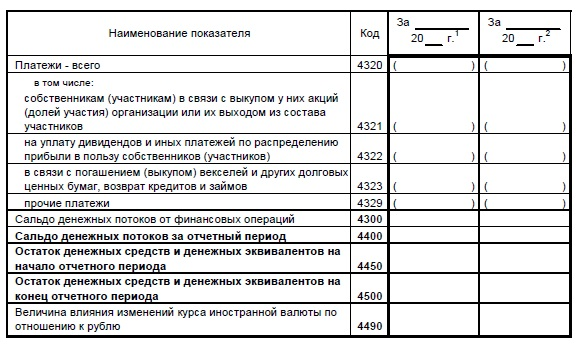 Наименование показателя Код За За
20 г.1 20 г.2
Платежи - всего 4320 ( ) ( )
в том числе:
собственникам (участникам) в связи с выкупом у них акций
(долей участия) организации или их выходом из состава
участников 4321 ( ) ( )
на уплату дивидендов и иных платежей по распределению
прибыли в пользу собственников (участников) 4322 ( ) ( )
в связи с погашением (выкупом) векселей и других долговых
ценных бумаг, возврат кредитов и займов 4323 ( ) ( )
прочие платежи 4329 ( ) ( )
Сальдо денежных потоков от финансовых операций 4300
Сальдо денежных потоков за отчетный период 4400
Остаток денежных средств и денежных эквивалентов на
начало отчетного периода 4450
Остаток денежных средств и денежных эквивалентов на
конец отчетного периода 4500
Величина влияния изменений курса иностранной валюты по
отношению к рублю 4490